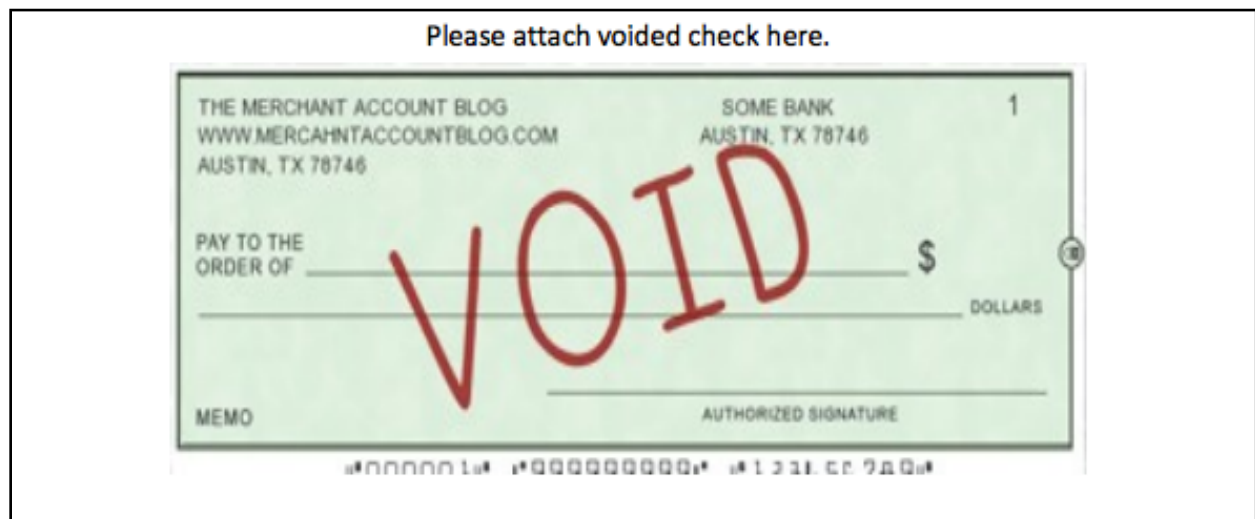 Please attach voided check here.
THE MERCHANT ACCOUNT BLOG
WWW.MERCAHNTACCOUNTBLOG.COM
AUSTIN, TX 78746
SOME BANK
AUSTIN, TX 78746
1
PAY TO THE
ORDER OF
$
DOLLARS
VOID
MEMO
AUTHORIZED SIGNATURE